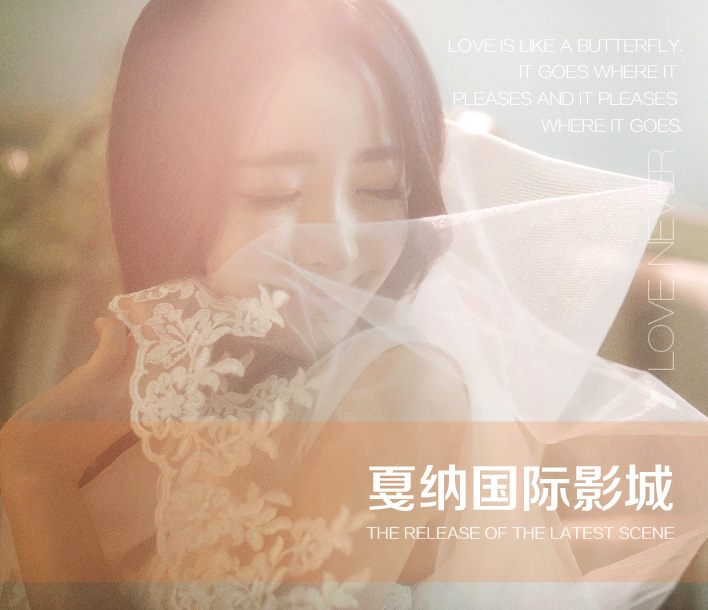 LOVE IS LIKE A BUTTERFLY.
IT GOES WHERE IT
PLEASES AND IT PLEASES
WHERE IT GOES.
LOVE NEVER
戛纳国际影城
THE RELEASE OF THE LATEST SCENE